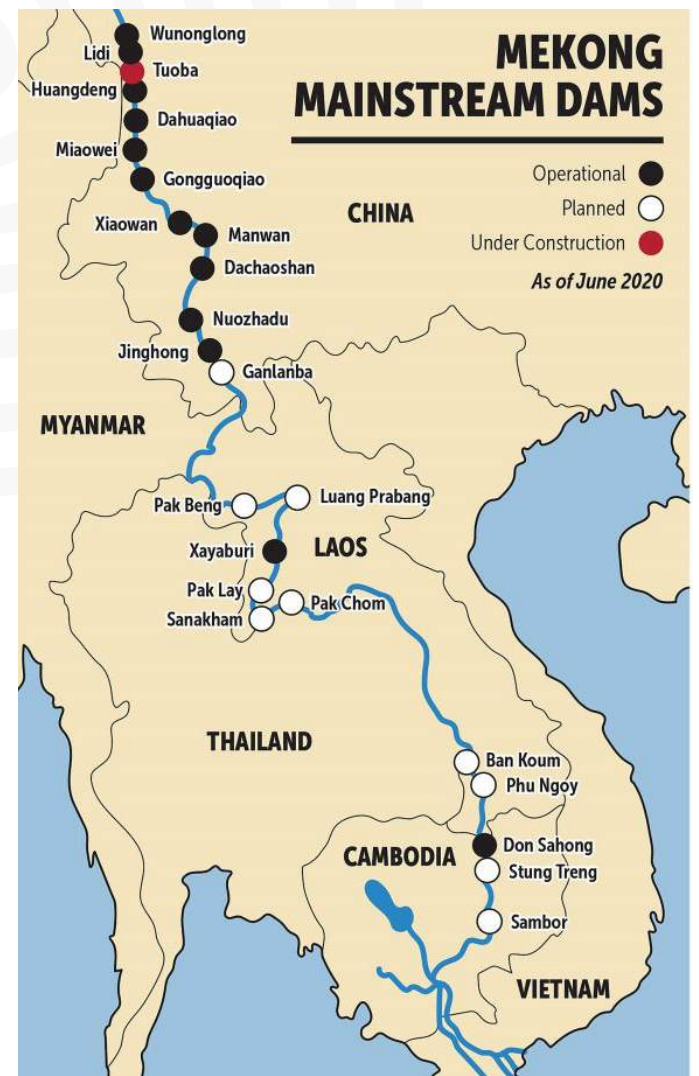 MEKONG
MAINSTREAM DAMS
Operational
Planned
Under Construction
As of June 2020
Wunonglong
Lidi
Tuoba
Huangdeng
Dahuaqiao
Miaowei
Gongguoqiao
CHINA
Xiaowan
Manwan
Dachaoshan
Nuozhadu
Jinghong
Ganlanba
MYANMAR
Pak Beng
Luang Prabang
Xayaburi
LAOS
Pak Lay
Pak Chom
Sanakham
THAILAND
Ban Koum
Phu Ngoy
Don Sahong
CAMBODIA
Stung Treng
Sambor
VIETNAM